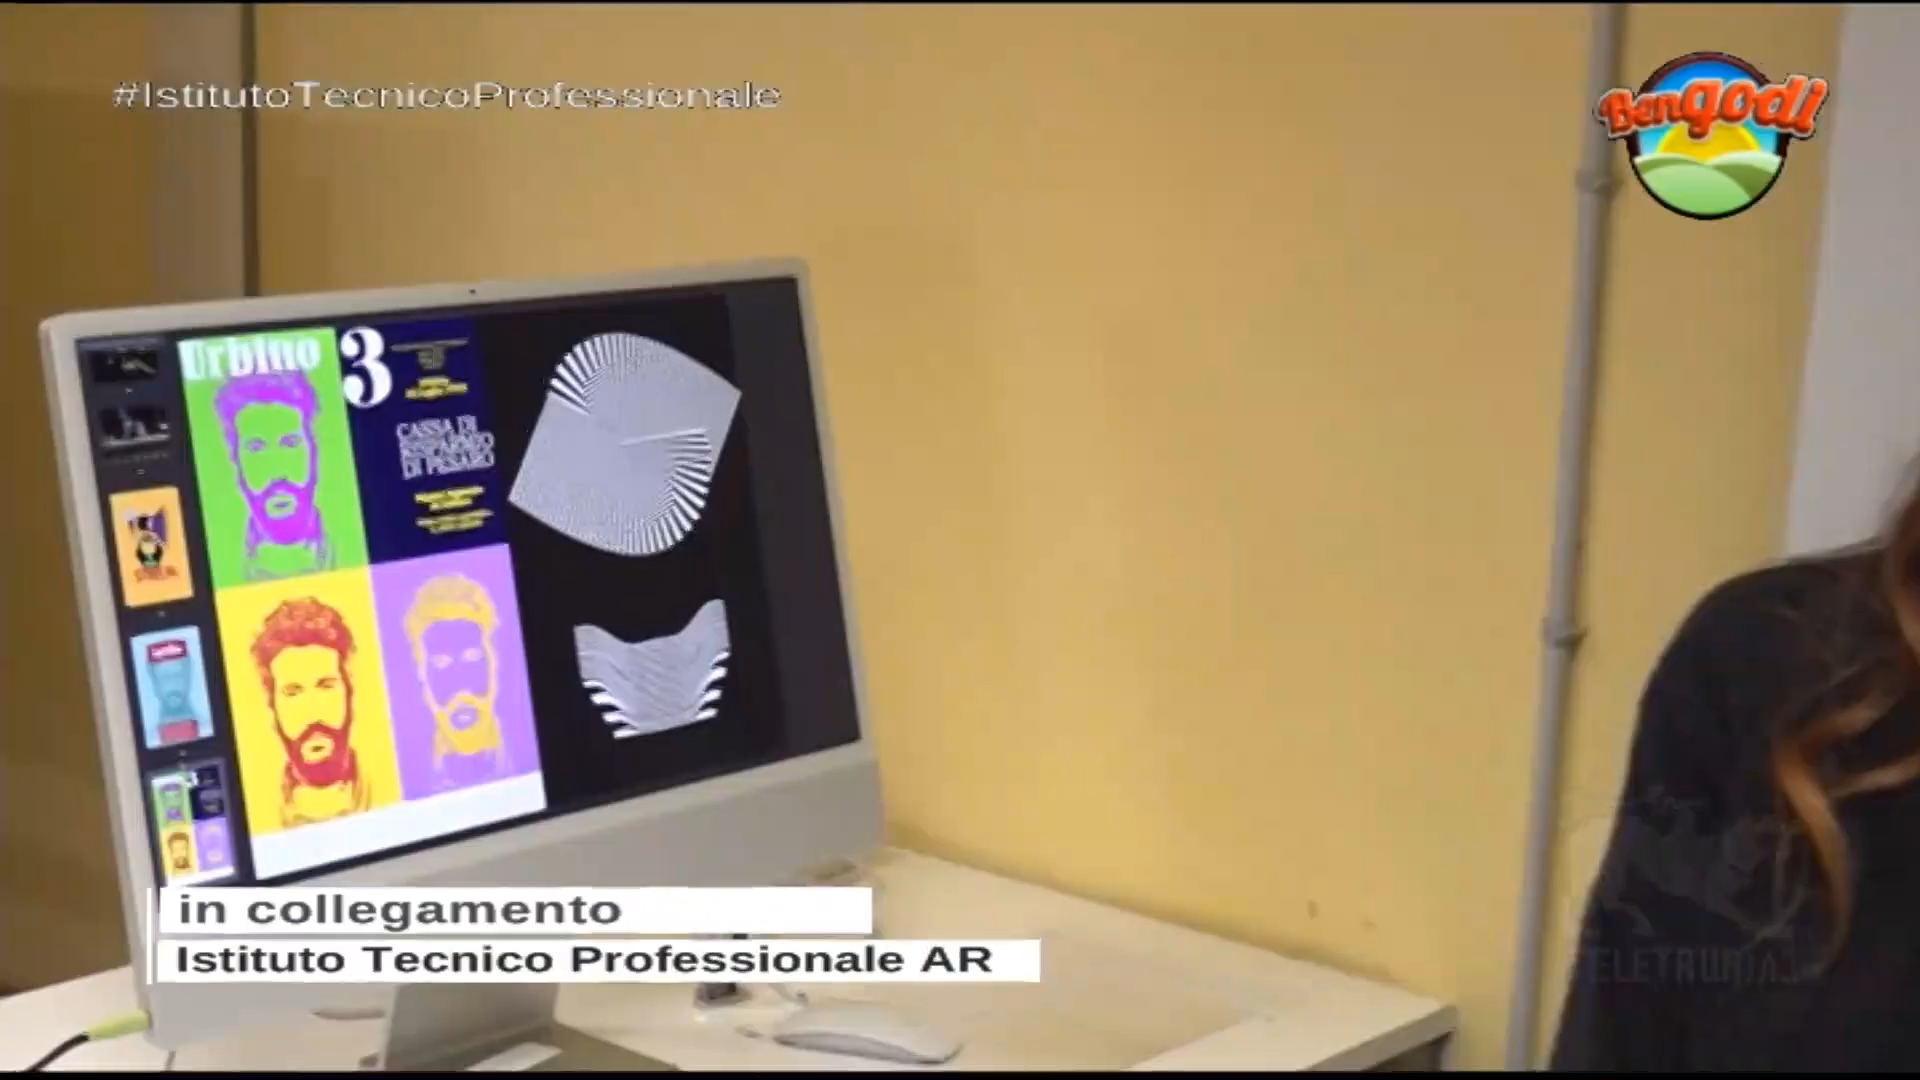 #IstitutoTecnicoProfessionale
Bengodi
Urbino
3
CASSA DI
RISPARMIO
DI PESARO
in collegamento
Istituto Tecnico Professionale AR